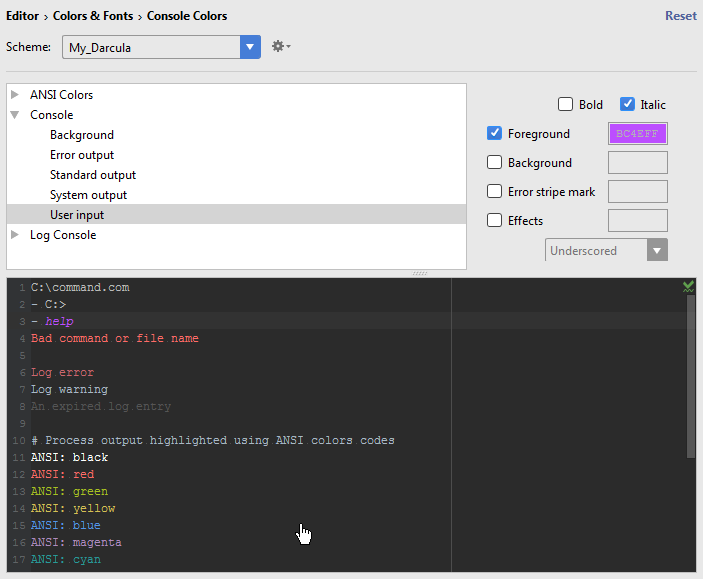 Editor › Colors & Fonts › Console Colors Reset
Scheme: My_Darcula
ANSI Colors
Console
Background
Error output
Standard output
System output
User input
Log Console
Bold Italic
Foreground BC4EFF
Background
Error stripe mark
Effects
Underscored
1 C:\command.com
2 - C:>
3 - help
4 Bad command or file name
5
6 Log error
7 Log warning
8 An expired log entry
9
10 # Process output highlighted using ANSI colors codes
11 ANSI: black
12 ANSI: red
13 ANSI: green
14 ANSI: yellow
15 ANSI: blue
16 ANSI: magenta
17 ANSI: cyan